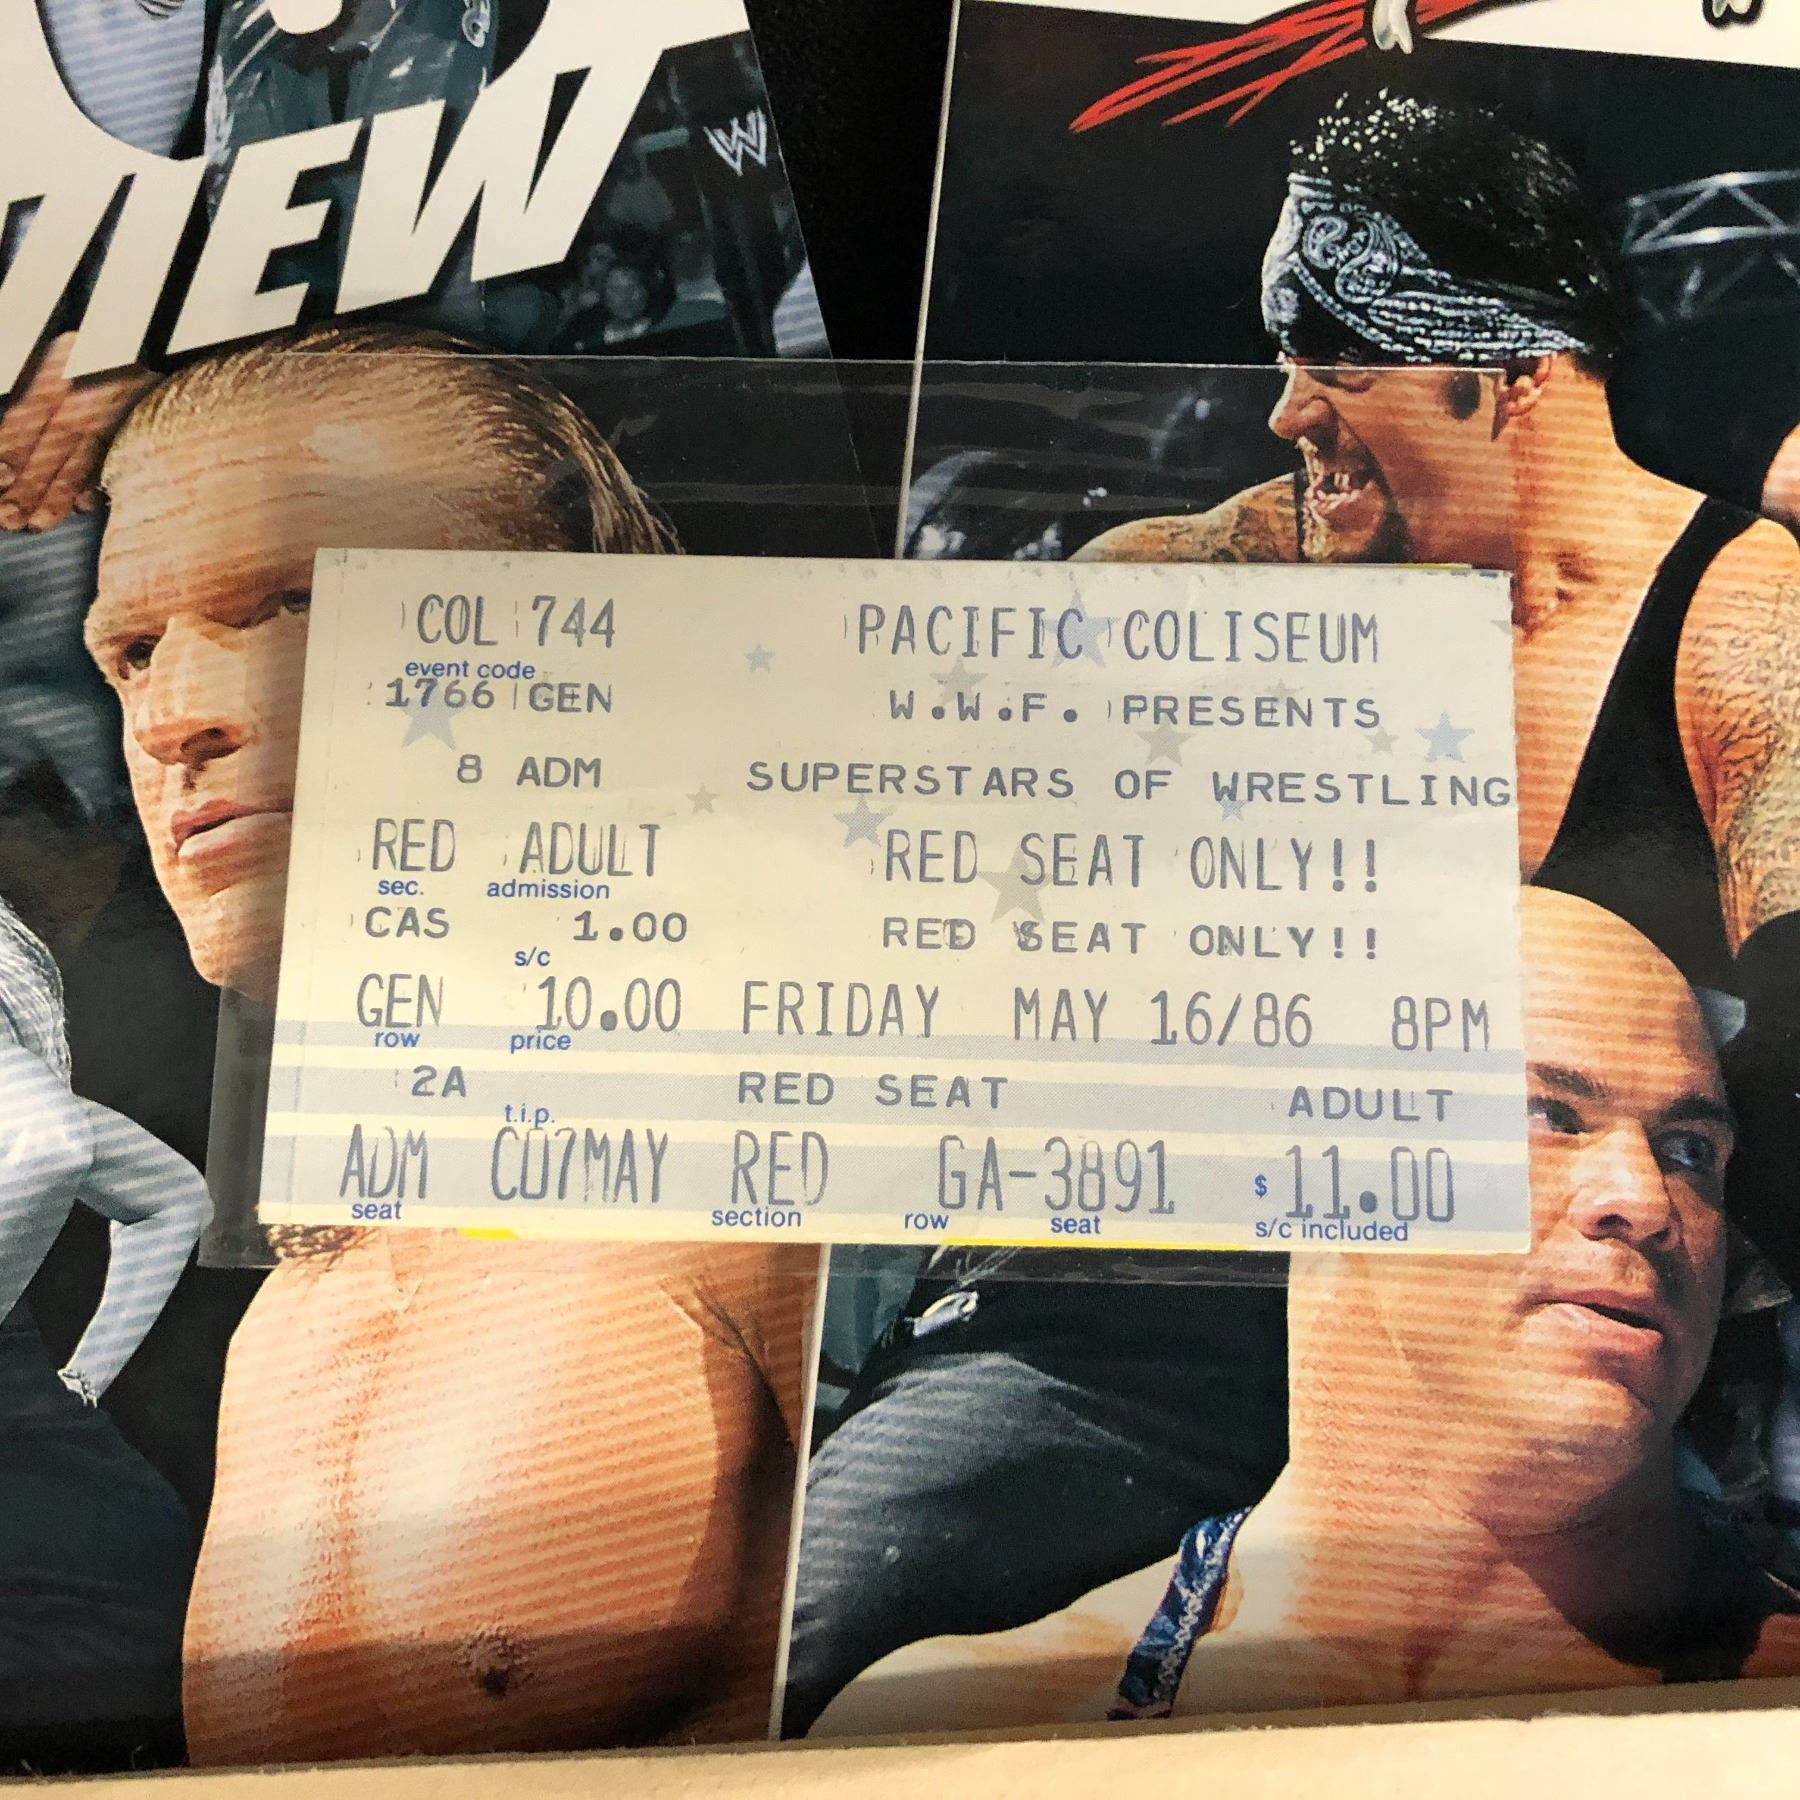 VIEW
W
COL 744 PACIFIC COLISEUM
event code
1766 GEN W.W.F. PRESENTS
8 ADM SUPERSTARS OF WRESTLING
RED ADULT RED SEAT ONLY!!
sec. admission
CAS 1.00 RED SEAT ONLY!!
s/c
GEN 10.00 FRIDAY MAY 16/86 8PM
row price
2A RED SEAT ADULT
t.i.p.
ADM C07MAY RED GA-3891 $11.00
seat section row seat s/c included